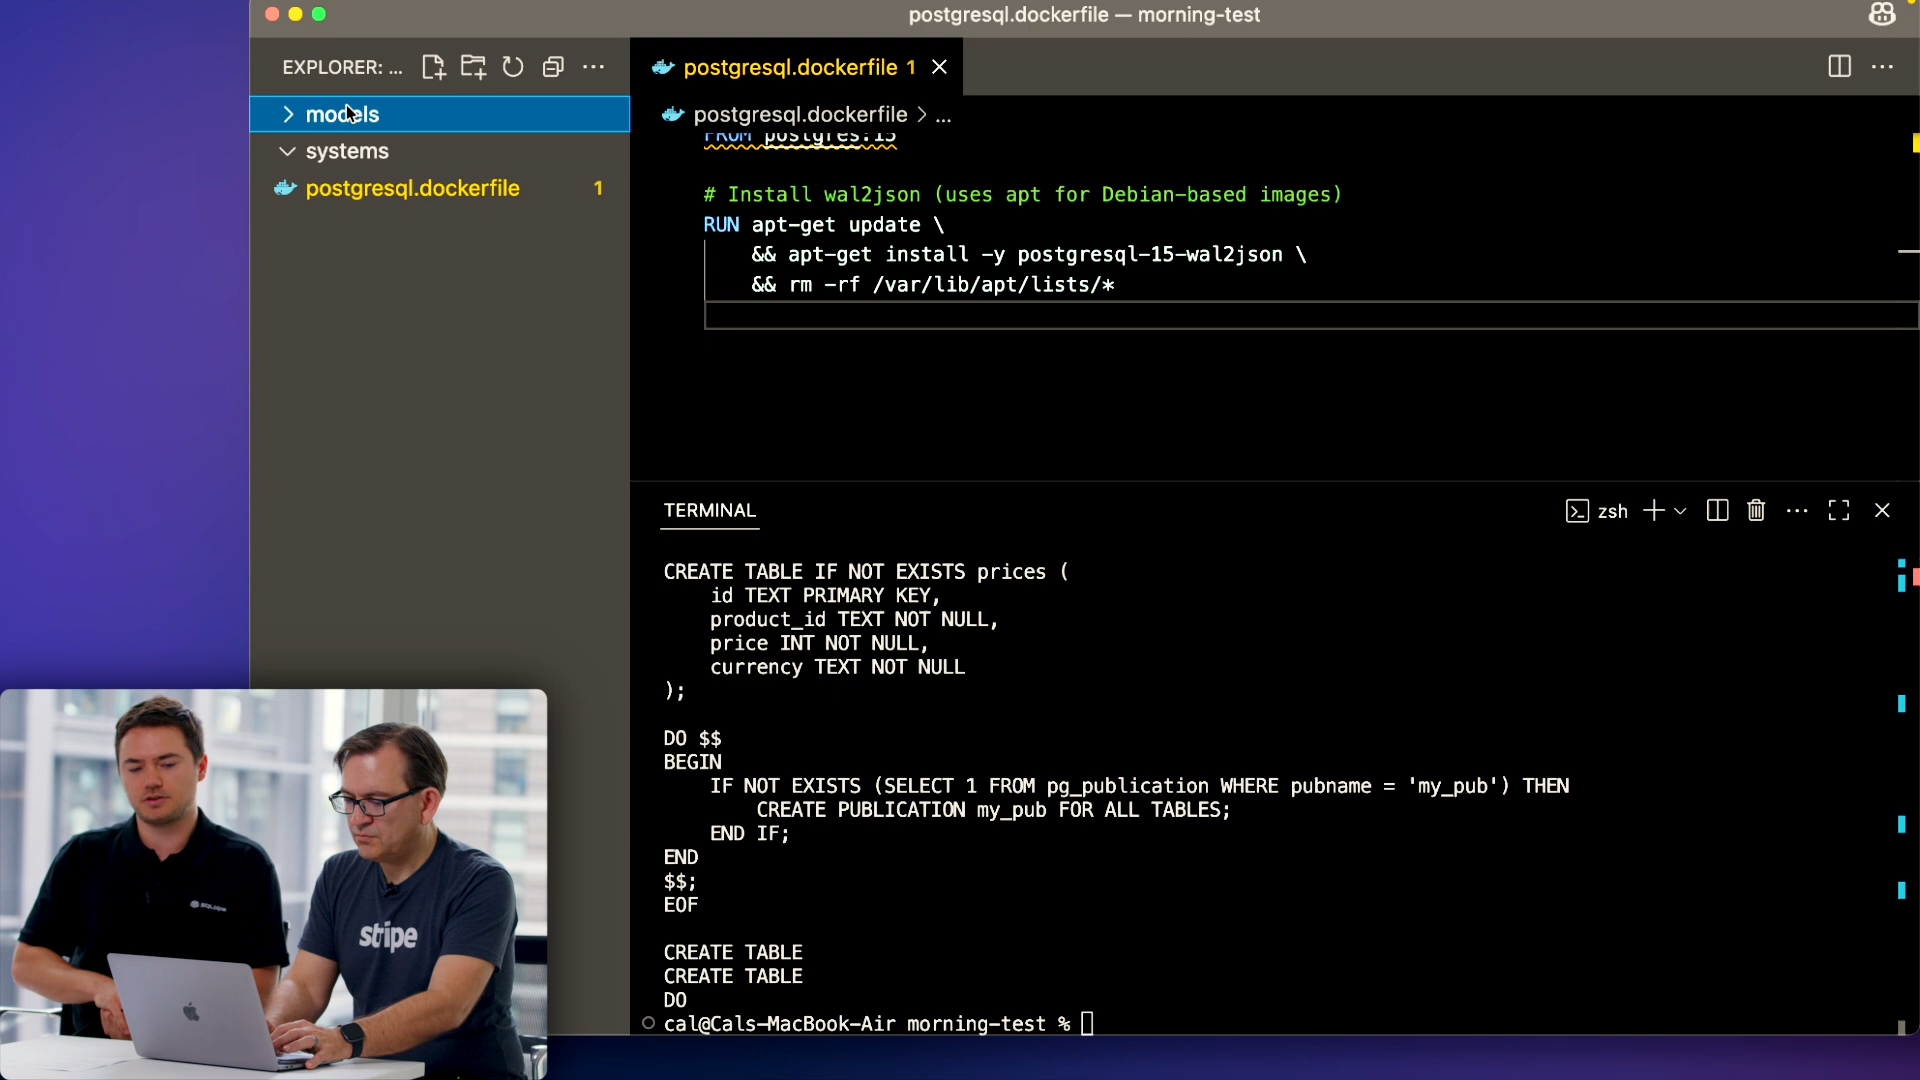 postgresql.dockerfile — morning-test
EXPLORER: ...
models
systems
postgresql.dockerfile 1
postgresql.dockerfile 1
postgresql.dockerfile > ...
FROM postgres:15
# Install wal2json (uses apt for Debian-based images)
RUN apt-get update \
&& apt-get install -y postgresql-15-wal2json \
&& rm -rf /var/lib/apt/lists/*
TERMINAL
zsh
CREATE TABLE IF NOT EXISTS prices (
id TEXT PRIMARY KEY,
product_id TEXT NOT NULL,
price INT NOT NULL,
currency TEXT NOT NULL
);
DO $$
BEGIN
IF NOT EXISTS (SELECT 1 FROM pg_publication WHERE pubname = 'my_pub') THEN
CREATE PUBLICATION my_pub FOR ALL TABLES;
END IF;
END
$$;
EOF
CREATE TABLE
CREATE TABLE
DO
cal@Cals-MacBook-Air morning-test %
stripe